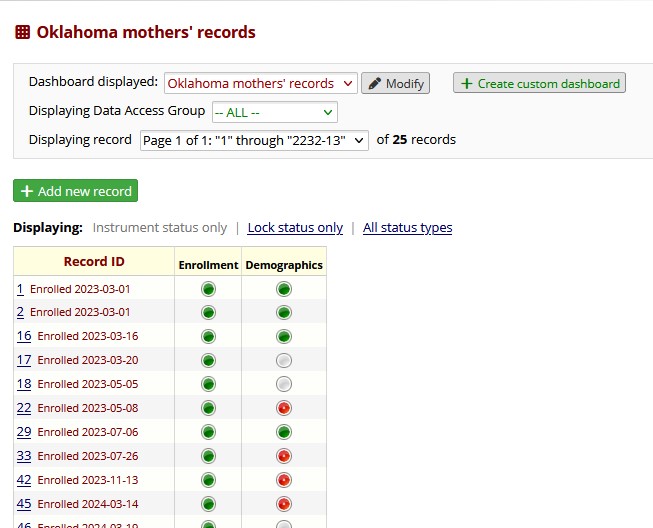 Oklahoma mothers' records
Dashboard displayed: Oklahoma mothers' records Modify + Create custom dashboard
Displaying Data Access Group -- ALL --
Displaying record Page 1 of 1: "1" through "2232-13" of 25 records
+ Add new record
Displaying: Instrument status only | Lock status only | All status types
Record ID Enrollment Demographics
1 Enrolled 2023-03-01
2 Enrolled 2023-03-01
16 Enrolled 2023-03-16
17 Enrolled 2023-03-20
18 Enrolled 2023-05-05
22 Enrolled 2023-05-08
29 Enrolled 2023-07-06
33 Enrolled 2023-07-26
42 Enrolled 2023-11-13
45 Enrolled 2024-03-14
46 Enrolled 2024-03-19